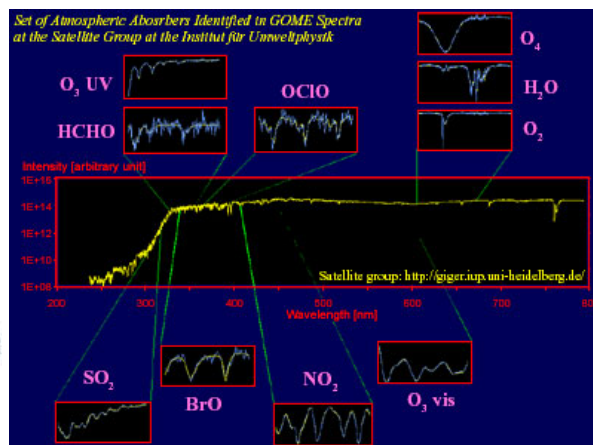 Set of Atmospheric Abosrbers Identified in GOME Spectra
at the Satellite Group at the Institut für Umweltphysik
O4
O3 UV
OClO
H2O
HCHO
O2
Intensity [arbitrary unit]
1E+16
1E+14
1E+12
1E+10
1E+08
Satellite group: http://giger.iup.uni-heidelberg.de/
200 300 400 500 600 700 800
Wavelength [nm]
SO2
BrO
NO2
O3 vis